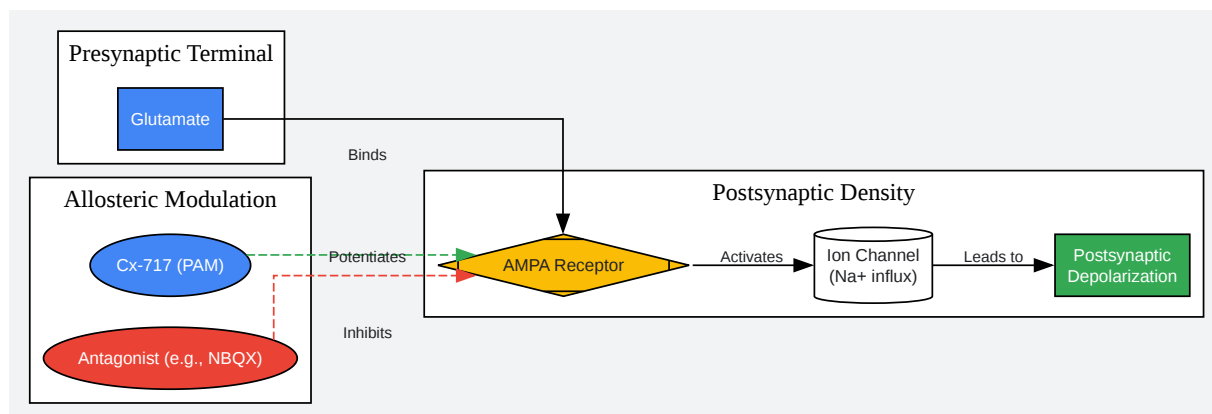 Presynaptic Terminal
Glutamate
Binds
Allosteric Modulation
Cx-717 (PAM)
Antagonist (e.g., NBQX)
Potentiates
Inhibits
Postsynaptic Density
AMPA Receptor
Activates
Ion Channel
(Na+ influx)
Leads to
Postsynaptic
Depolarization